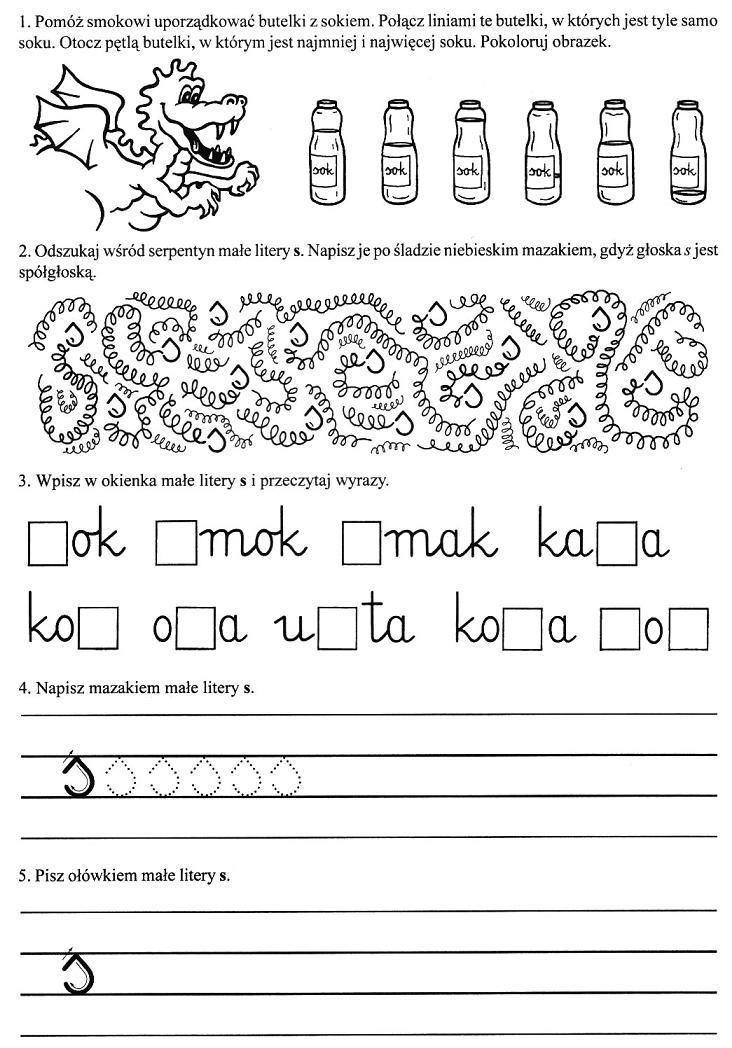 1. Pomóż smokowi uporządkować butelki z sokiem. Połącz liniami te butelki, w których jest tyle samo
soku. Otocz pętlą butelki, w którym jest najmniej i najwięcej soku. Pokoloruj obrazek.
sok sok sok sok sok sok
2. Odszukaj wśród serpentyn małe litery s. Napisz je po śladzie niebieskim mazakiem, gdyż głoska s jest
spółgłoską.
3. Wpisz w okienka małe litery s i przeczytaj wyrazy.
□ok □mok □mak ka□a
ko□ o□a u□ta ko□a □o□
4. Napisz mazakiem małe litery s.
s s s s s s
5. Pisz ołówkiem małe litery s.
s